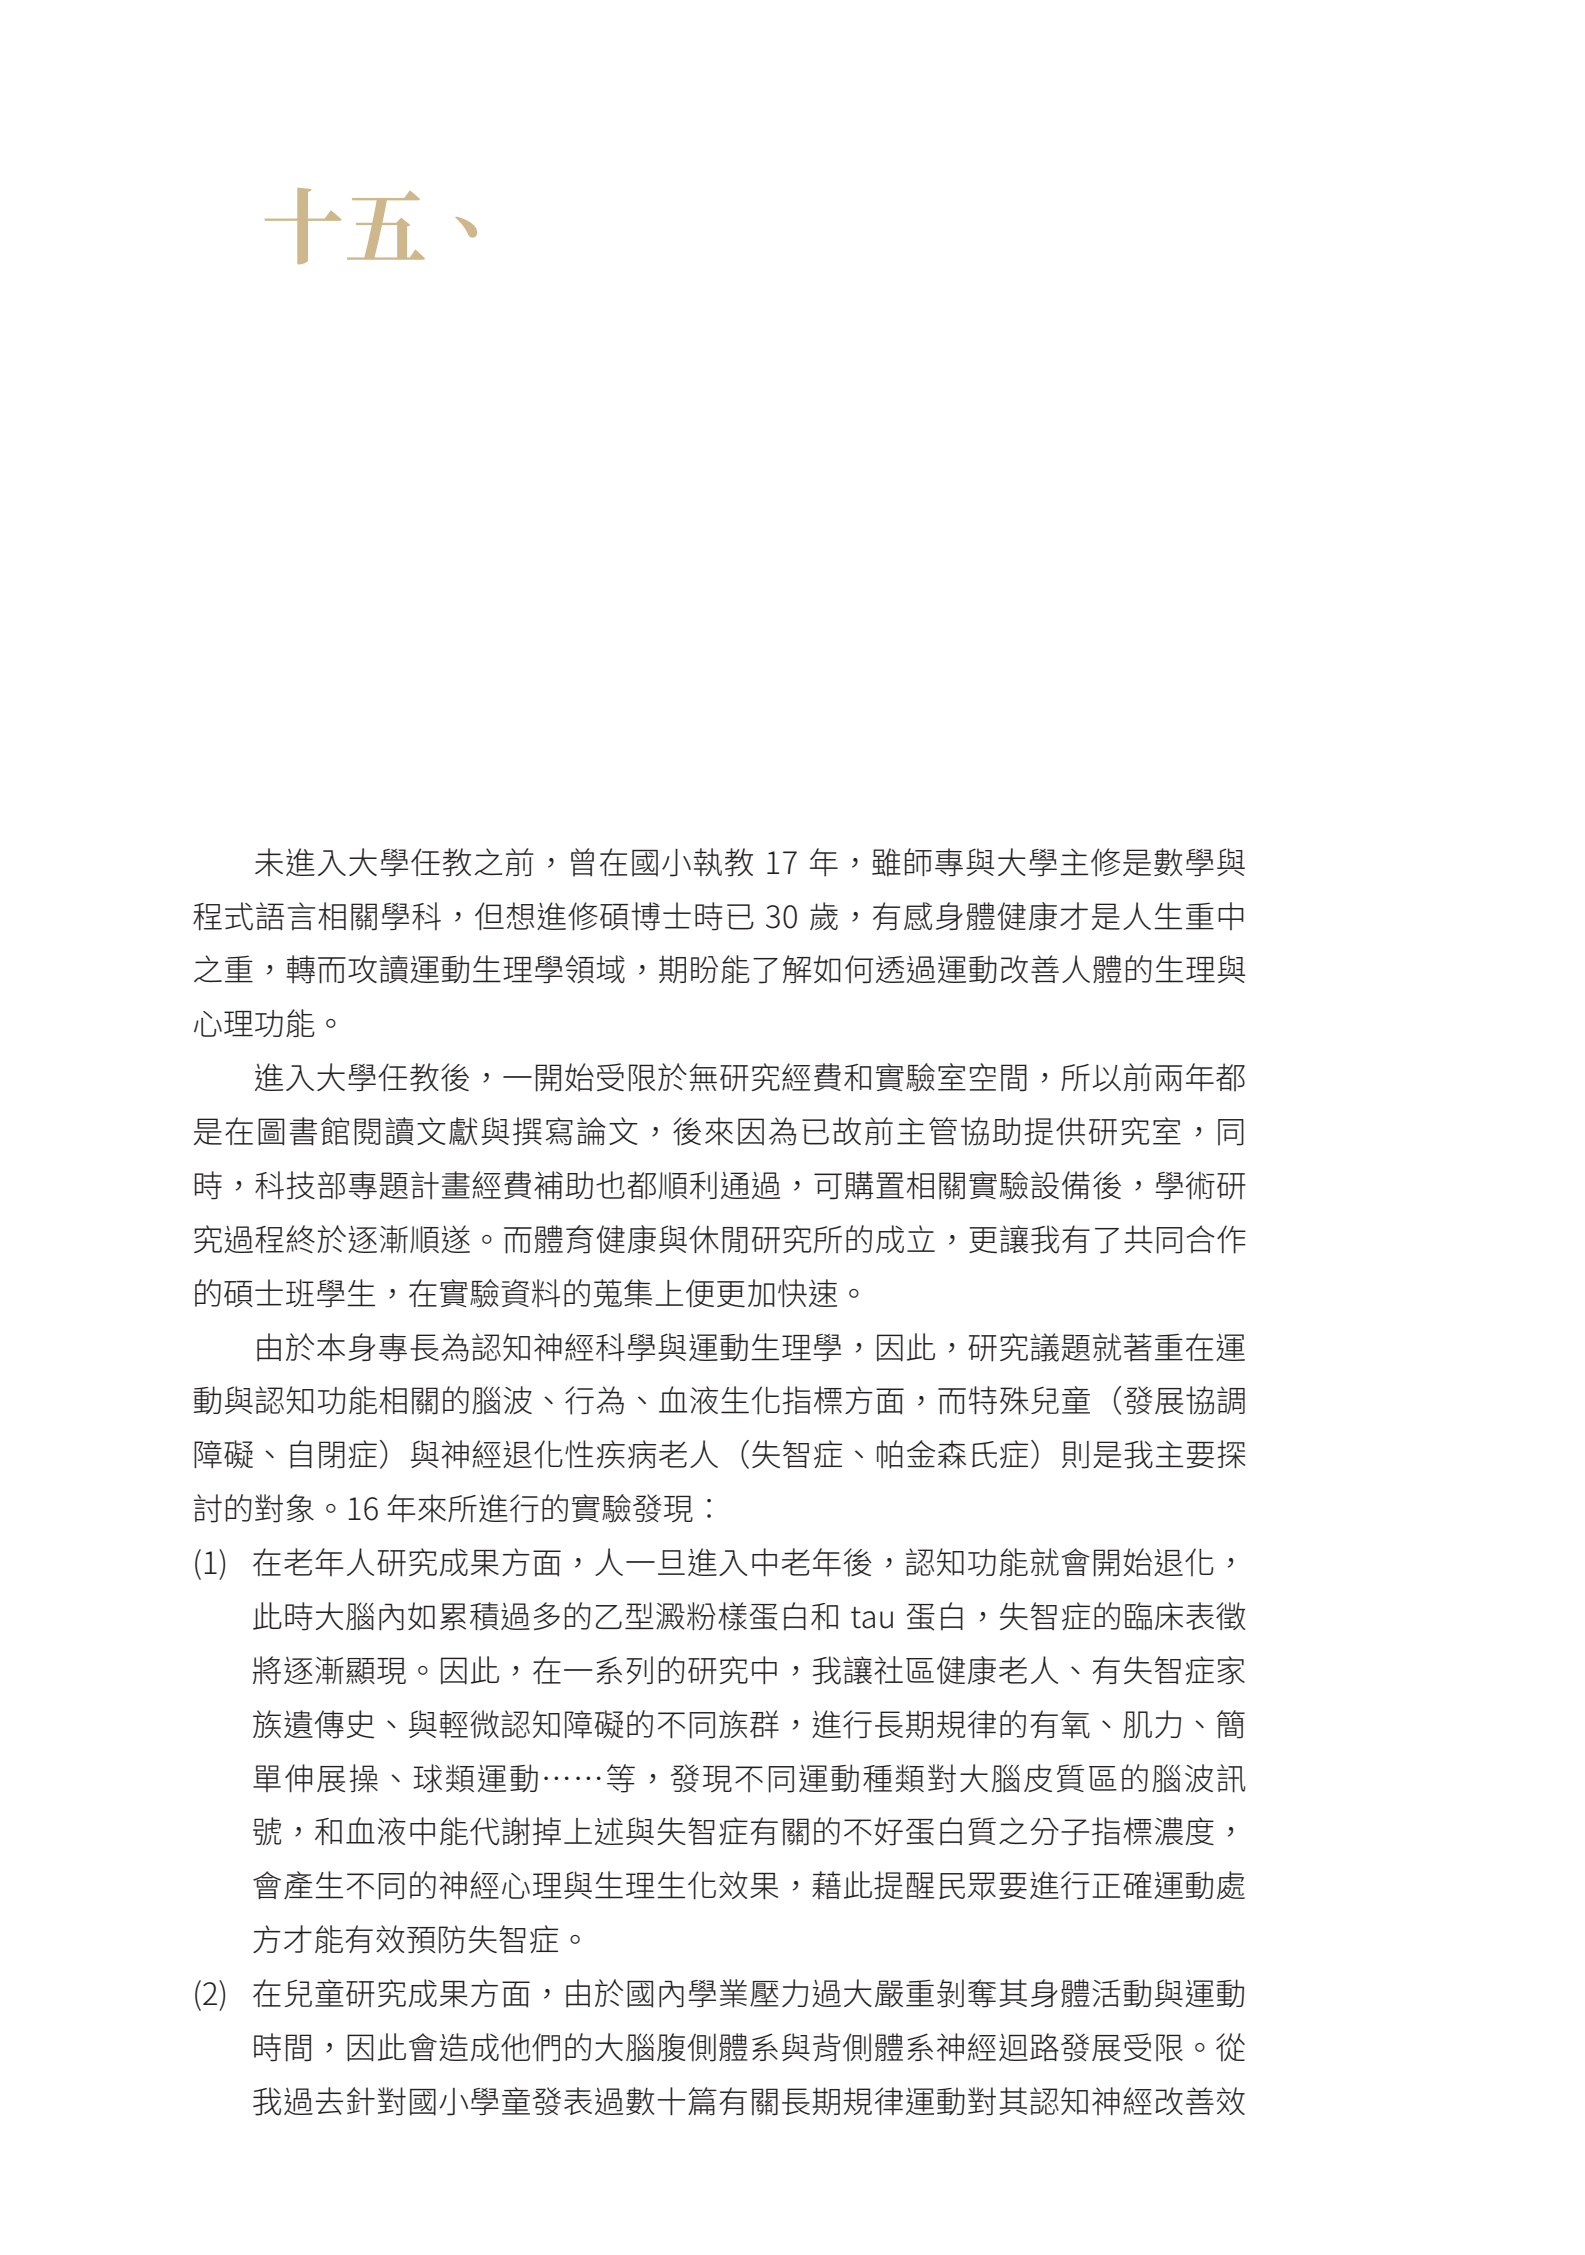 十五、
未進入大學任教之前，曾在國小執教 17 年，雖師專與大學主修是數學與
程式語言相關學科，但想進修碩博士時已 30 歲，有感身體健康才是人生重中
之重，轉而攻讀運動生理學領域，期盼能了解如何透過運動改善人體的生理與
心理功能。
進入大學任教後，一開始受限於無研究經費和實驗室空間，所以前兩年都
是在圖書館閱讀文獻與撰寫論文，後來因為已故前主管協助提供研究室，同
時，科技部專題計畫經費補助也都順利通過，可購置相關實驗設備後，學術研
究過程終於逐漸順遂。而體育健康與休閒研究所的成立，更讓我有了共同合作
的碩士班學生，在實驗資料的蒐集上便更加快速。
由於本身專長為認知神經科學與運動生理學，因此，研究議題就著重在運
動與認知功能相關的腦波、行為、血液生化指標方面，而特殊兒童（發展協調
障礙、自閉症）與神經退化性疾病老人（失智症、帕金森氏症）則是我主要探
討的對象。16 年來所進行的實驗發現：
(1) 在老年人研究成果方面，人一旦進入中老年後，認知功能就會開始退化，
此時大腦內如累積過多的乙型澱粉樣蛋白和 tau 蛋白，失智症的臨床表徵
將逐漸顯現。因此，在一系列的研究中，我讓社區健康老人、有失智症家
族遺傳史、與輕微認知障礙的不同族群，進行長期規律的有氧、肌力、簡
單伸展操、球類運動……等，發現不同運動種類對大腦皮質區的腦波訊
號，和血液中能代謝掉上述與失智症有關的不好蛋白質之分子指標濃度，
會產生不同的神經心理與生理生化效果，藉此提醒民眾要進行正確運動處
方才能有效預防失智症。
(2) 在兒童研究成果方面，由於國內學業壓力過大嚴重剝奪其身體活動與運動
時間，因此會造成他們的大腦腹側體系與背側體系神經迴路發展受限。從
我過去針對國小學童發表過數十篇有關長期規律運動對其認知神經改善效